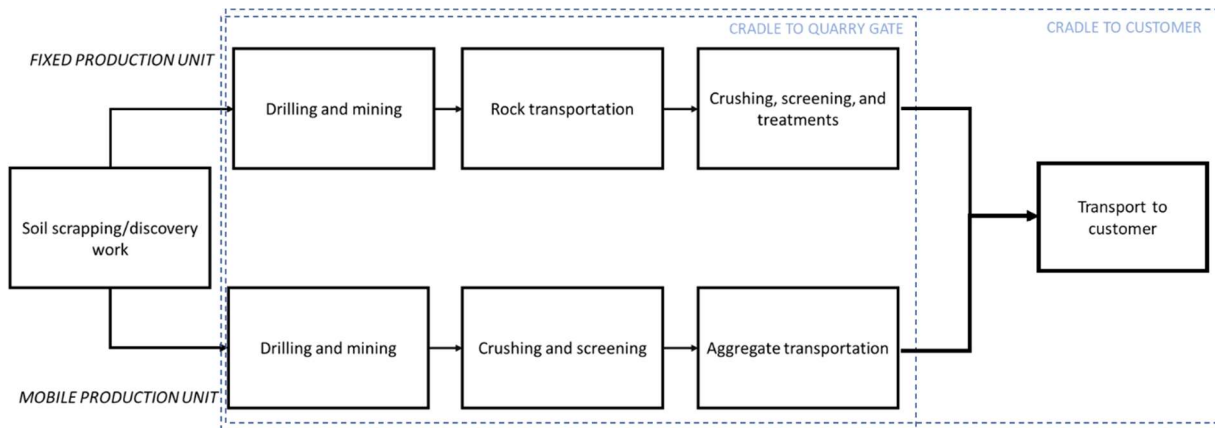 CRADLE TO QUARRY GATE
CRADLE TO CUSTOMER
FIXED PRODUCTION UNIT
Drilling and mining
Rock transportation
Crushing, screening, and
treatments
Soil scrapping/discovery
work
Transport to
customer
Drilling and mining
Crushing and screening
Aggregate transportation
MOBILE PRODUCTION UNIT